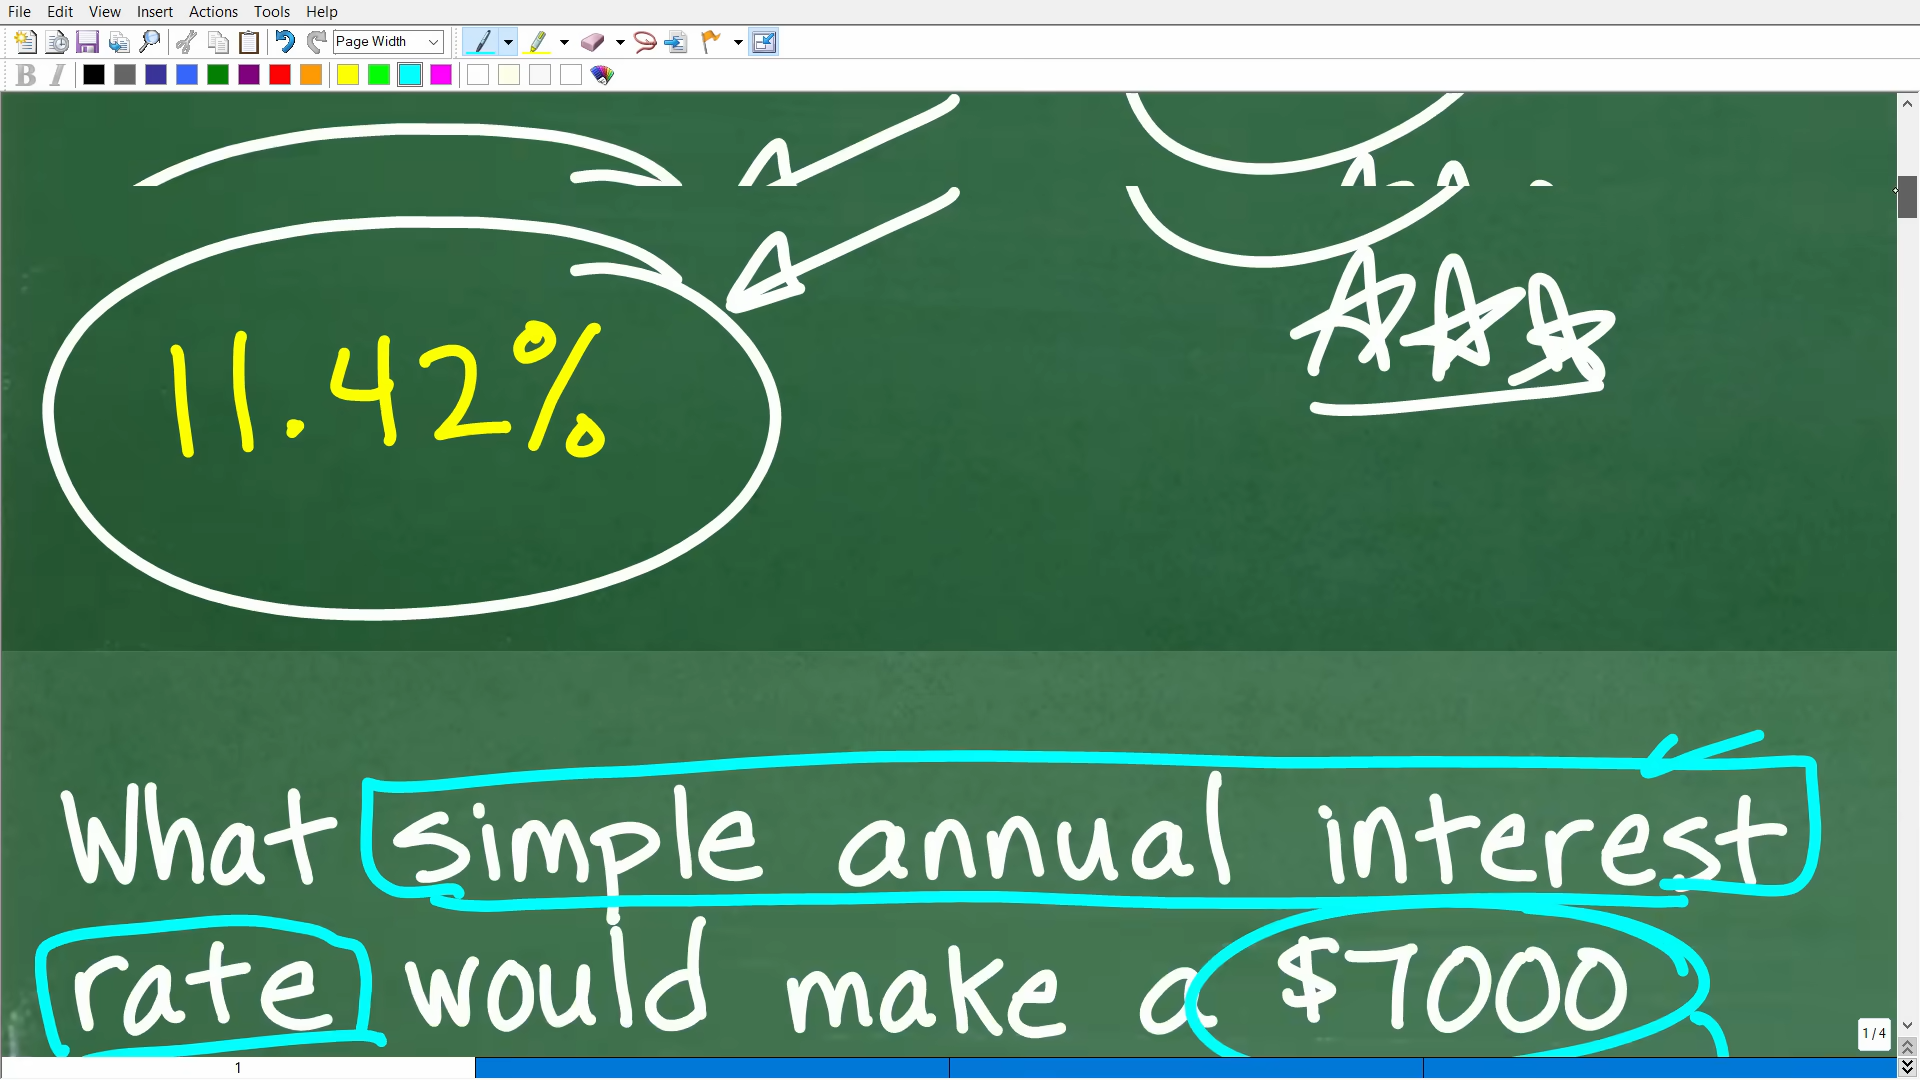 File Edit View Insert Actions Tools Help
Page Width
B I
11.42%
What simple annual interest
rate would make a $7000
1 / 4
1